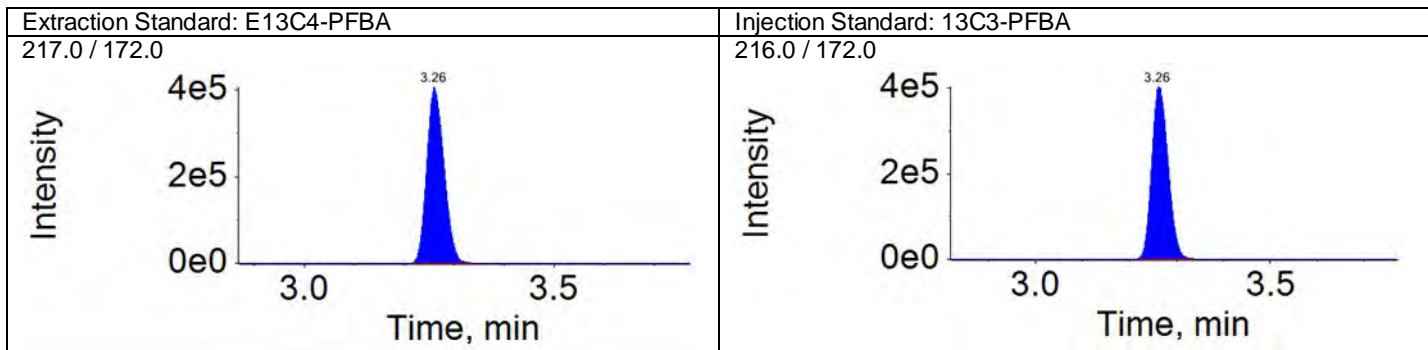 Extraction Standard: E13C4-PFBA
217.0 / 172.0
3.26
4e5
2e5
0e0
Intensity
3.0 3.5
Time, min
Injection Standard: 13C3-PFBA
216.0 / 172.0
3.26
4e5
2e5
0e0
Intensity
3.0 3.5
Time, min